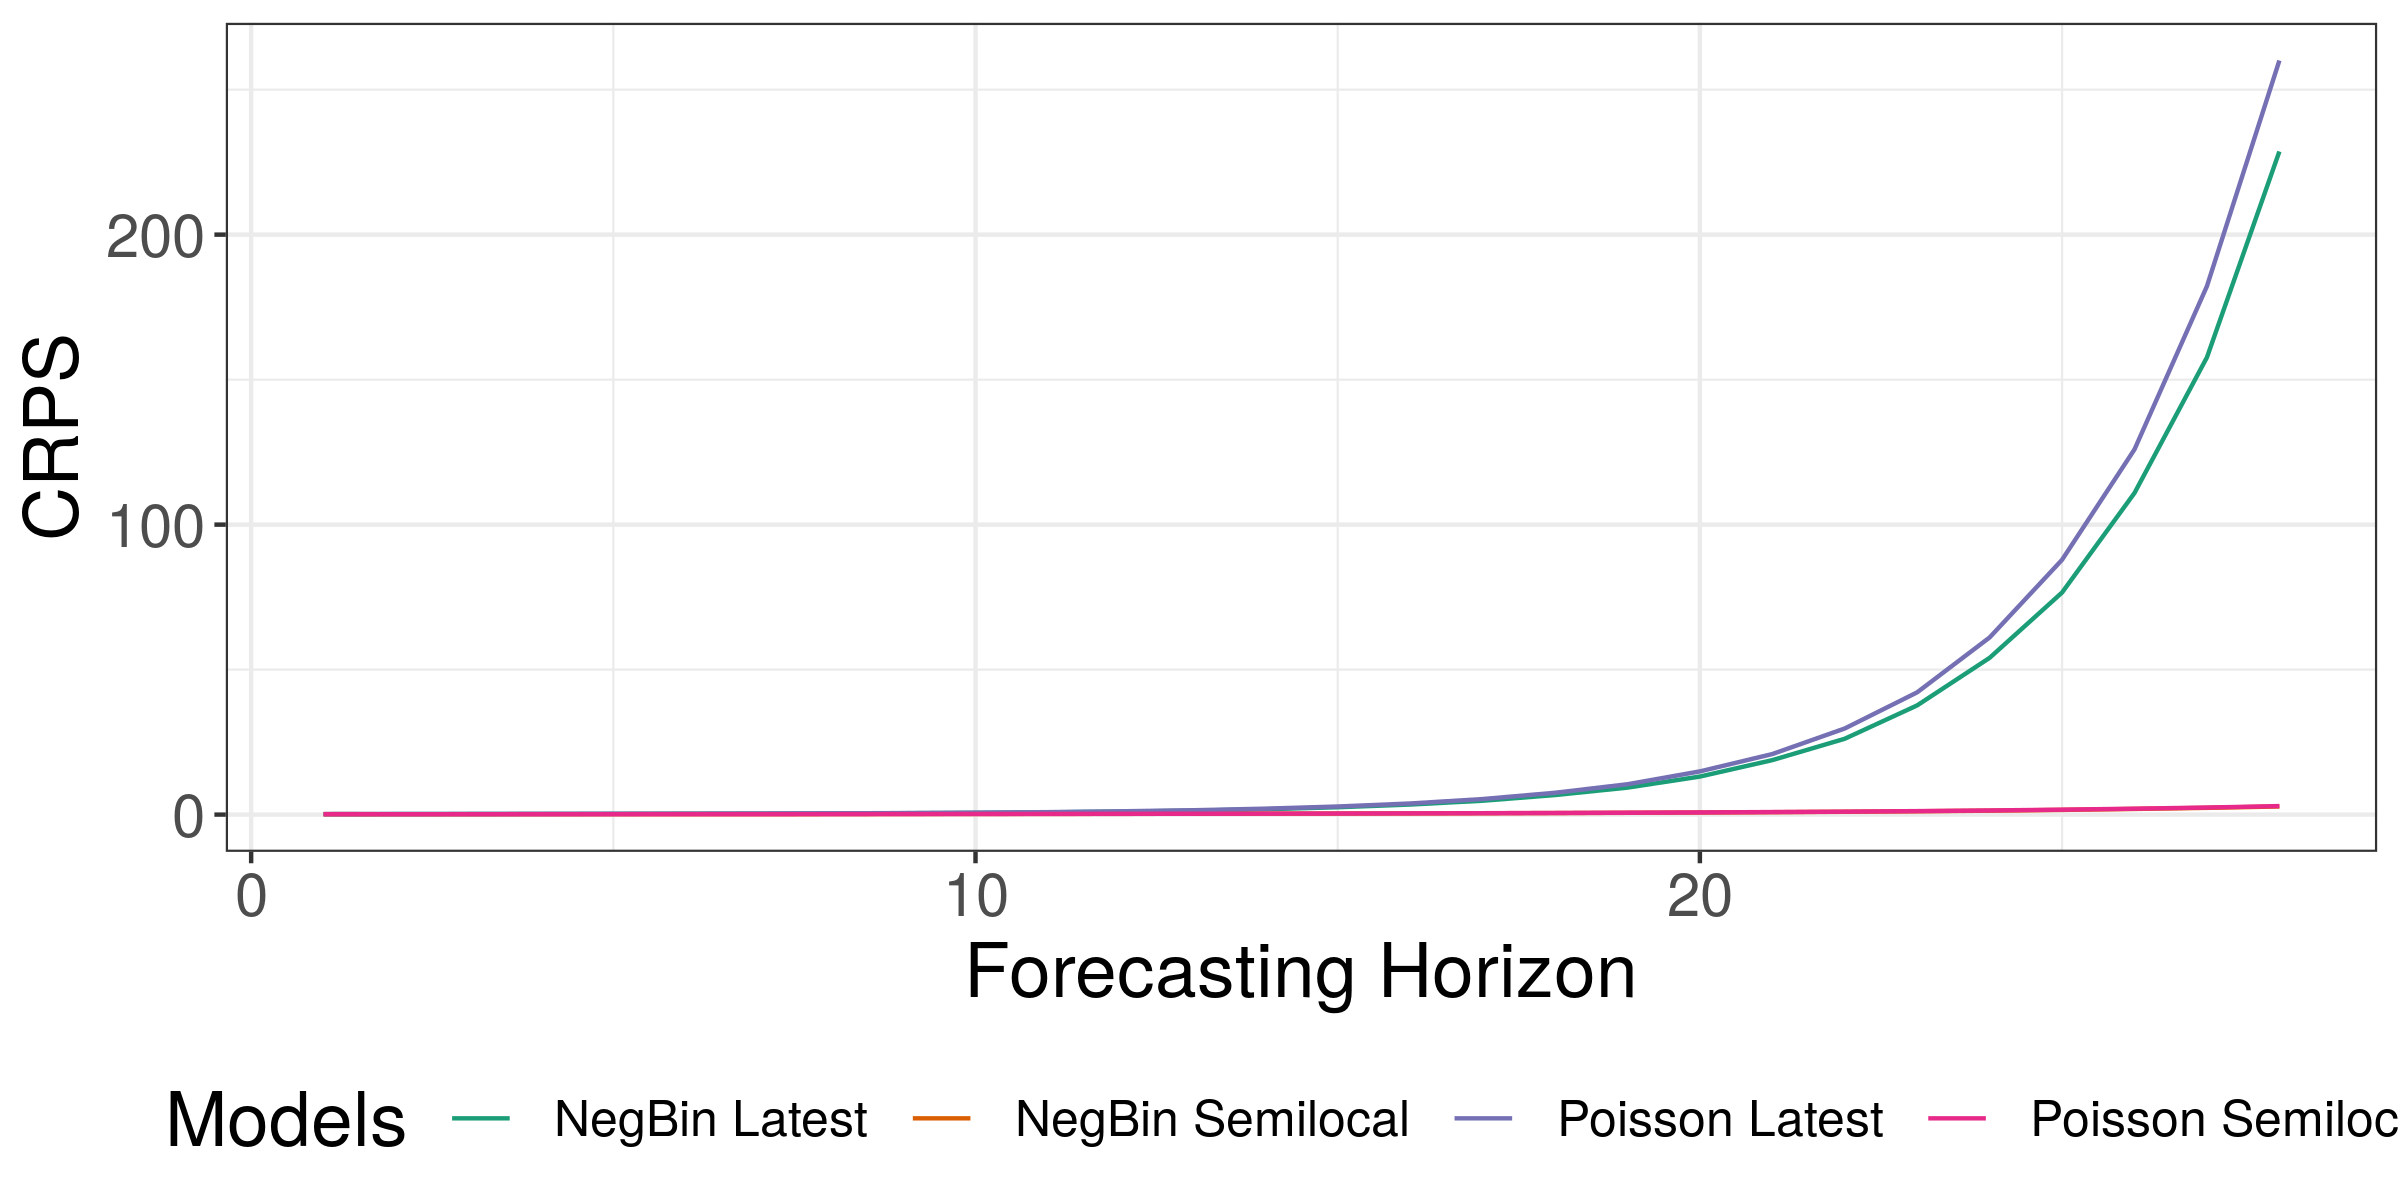 CRPS
200
100
0
0 10 20
Forecasting Horizon
Models NegBin Latest NegBin Semilocal Poisson Latest Poisson Semiloc